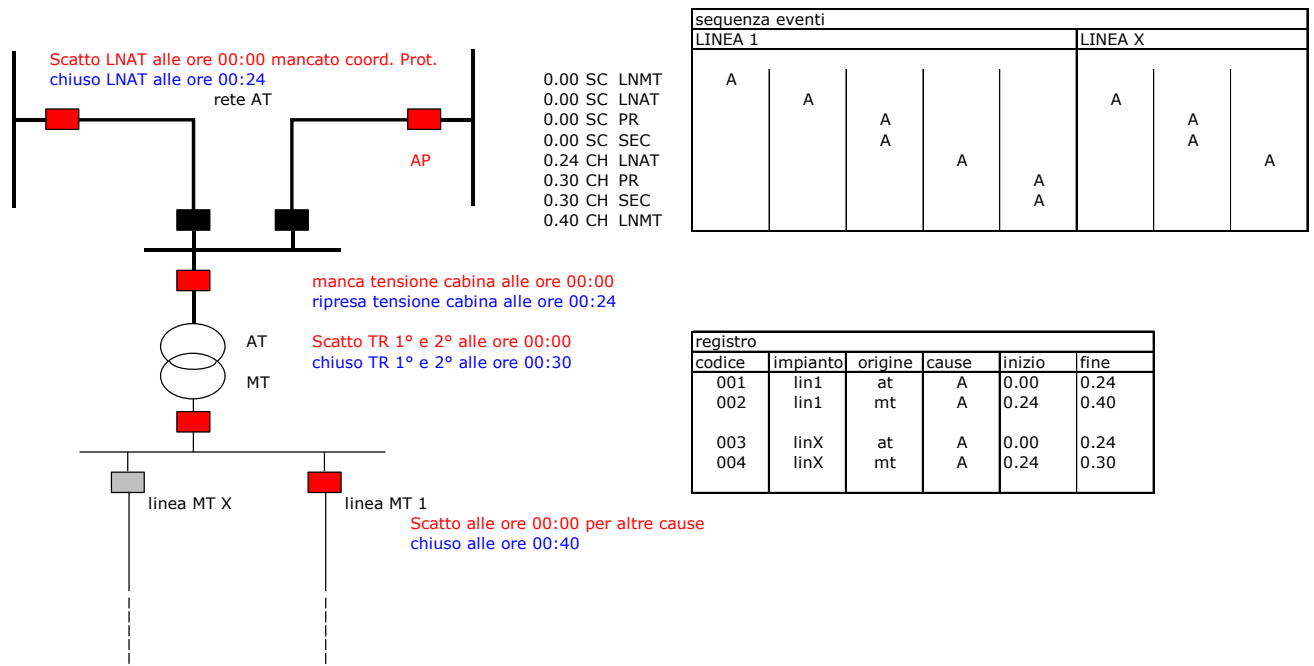 Scatto LNAT alle ore 00:00 mancato coord. Prot.
chiuso LNAT alle ore 00:24
rete AT
AP
manca tensione cabina alle ore 00:00
ripresa tensione cabina alle ore 00:24
AT
Scatto TR 1° e 2° alle ore 00:00
chiuso TR 1° e 2° alle ore 00:30
MT
linea MT X
linea MT 1
Scatto alle ore 00:00 per altre cause
chiuso alle ore 00:40
sequenza eventi
LINEA 1 LINEA X
0.00 SC LNMT A
0.00 SC LNAT A A
0.00 SC PR A A
0.00 SC SEC A A
0.24 CH LNAT A A
0.30 CH PR A
0.30 CH SEC A
0.40 CH LNMT
registro
codice impianto origine cause inizio fine
001 lin1 at A 0.00 0.24
002 lin1 mt A 0.24 0.40
003 linX at A 0.00 0.24
004 linX mt A 0.24 0.30